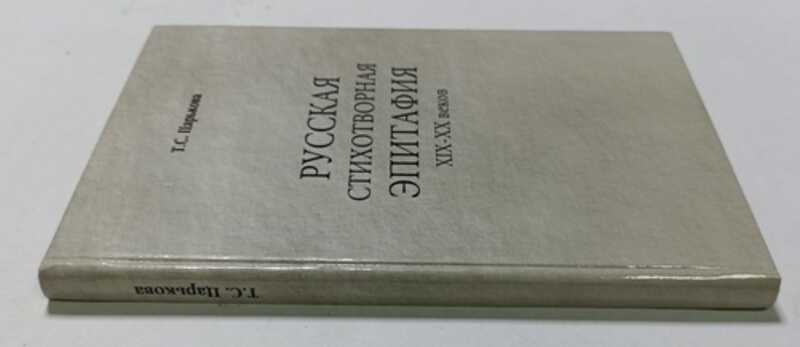 Т.С. Царькова
РУССКАЯ
СТИХОТВОРНАЯ
ЭПИТАФИЯ
XIX-XX веков
Т.С. Царькова